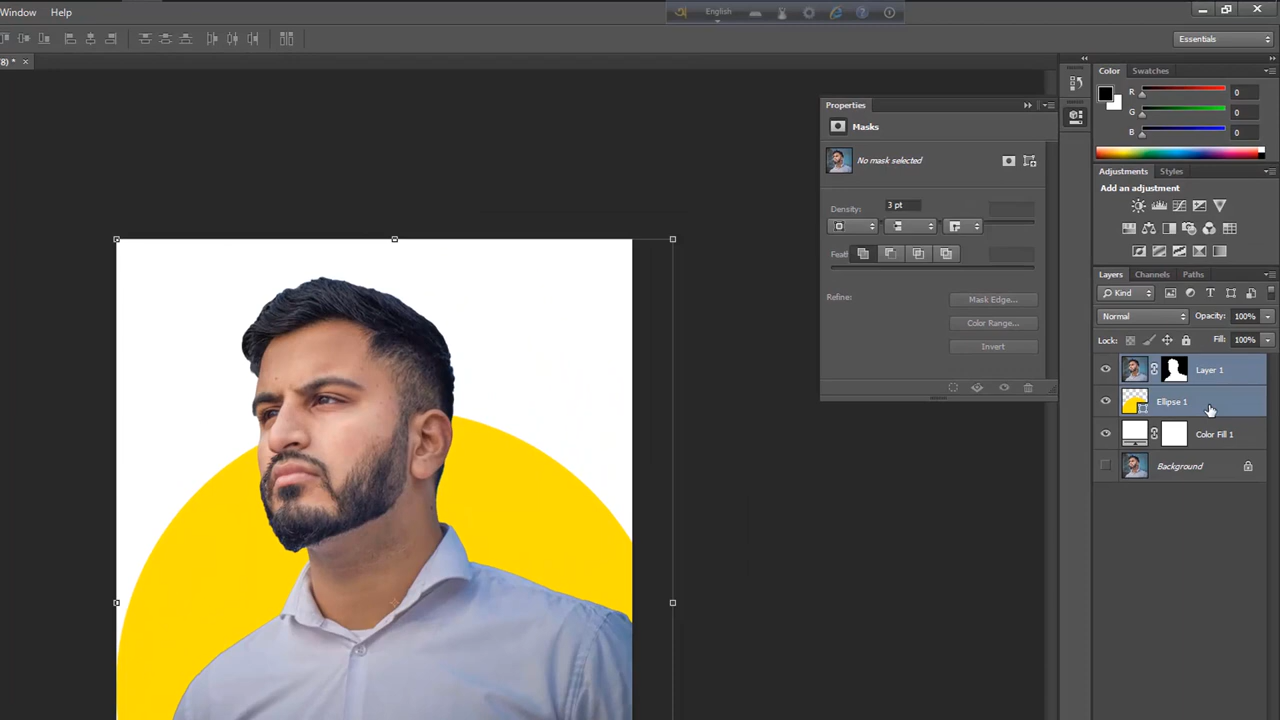 Window Help
English
Essentials
8) * ×
Color Swatches
R 0
G 0
B 0
Properties
Masks
No mask selected
Density: 3 pt
Feath
Refine: Mask Edge...
Color Range...
Invert
Adjustments Styles
Add an adjustment
Layers Channels Paths
Kind
Normal Opacity: 100%
Lock: Fill: 100%
Layer 1
Ellipse 1
Color Fill 1
Background